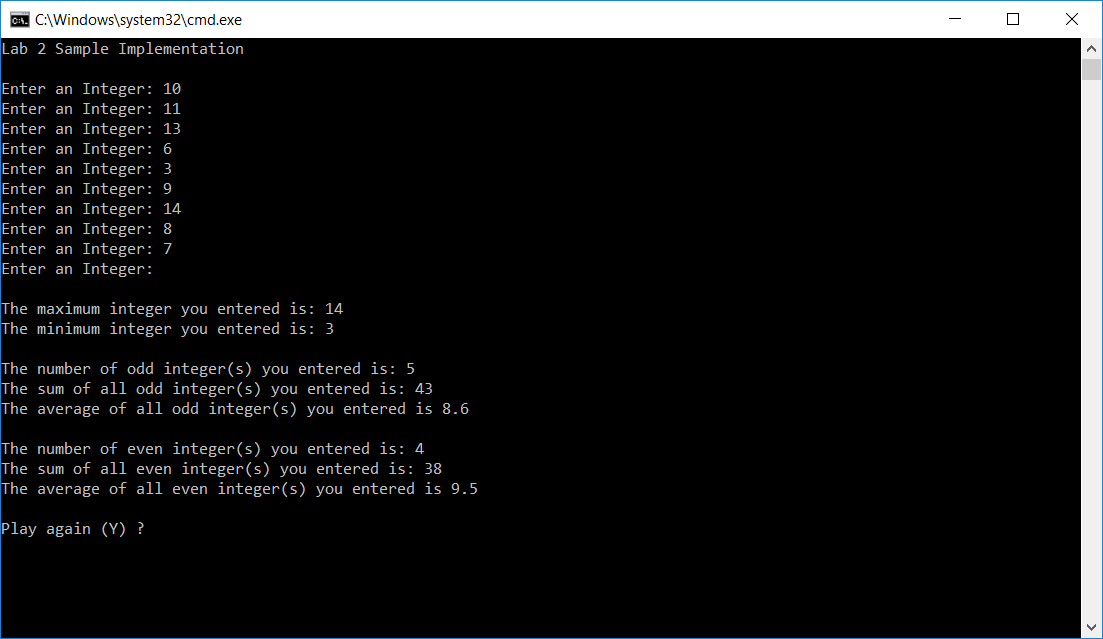 C:\Windows\system32\cmd.exe
Lab 2 Sample Implementation
Enter an Integer: 10
Enter an Integer: 11
Enter an Integer: 13
Enter an Integer: 6
Enter an Integer: 3
Enter an Integer: 9
Enter an Integer: 14
Enter an Integer: 8
Enter an Integer: 7
Enter an Integer:
The maximum integer you entered is: 14
The minimum integer you entered is: 3
The number of odd integer(s) you entered is: 5
The sum of all odd integer(s) you entered is: 43
The average of all odd integer(s) you entered is 8.6
The number of even integer(s) you entered is: 4
The sum of all even integer(s) you entered is: 38
The average of all even integer(s) you entered is 9.5
Play again (Y) ?